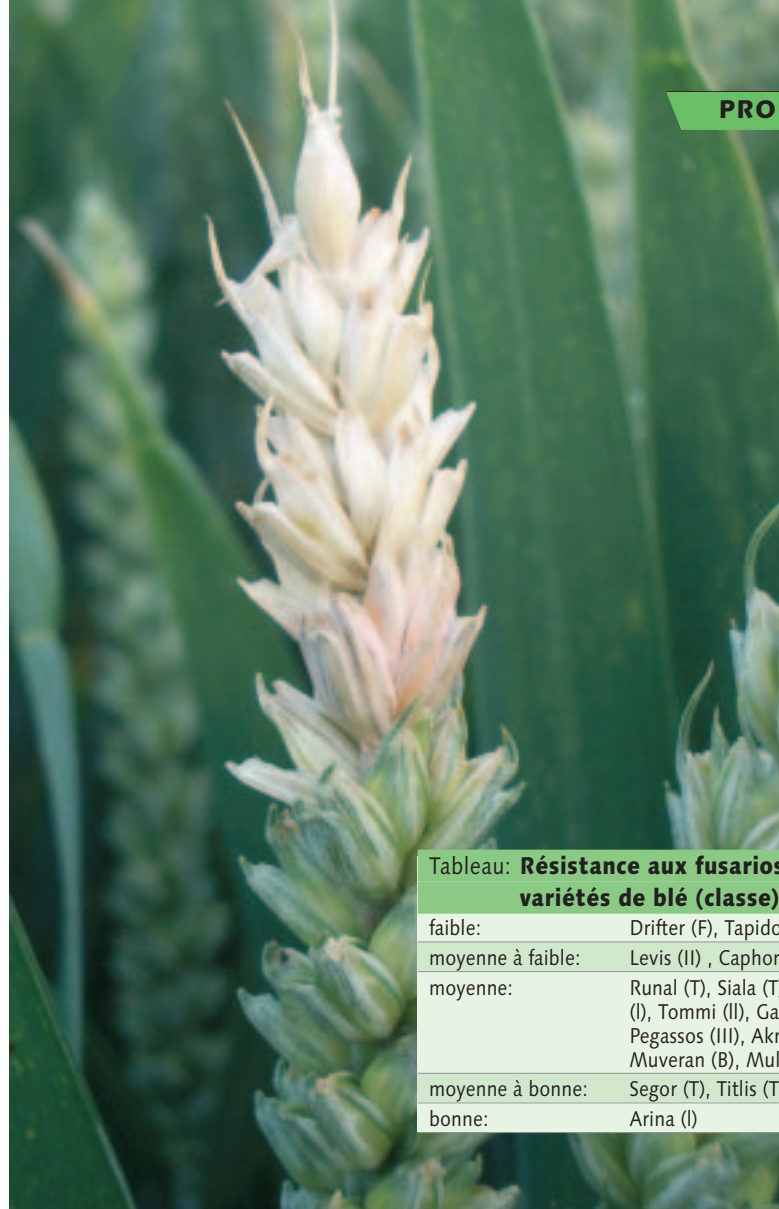 PRO
Tableau: Résistance aux fusarios
variétés de blé (classe)
faible: Drifter (F), Tapido
moyenne à faible: Levis (II) , Caphor
moyenne: Runal (T), Siala (T
(l), Tommi (ll), Ga
Pegassos (III), Akr
Muveran (B), Mul
moyenne à bonne: Segor (T), Titlis (T
bonne: Arina (l)